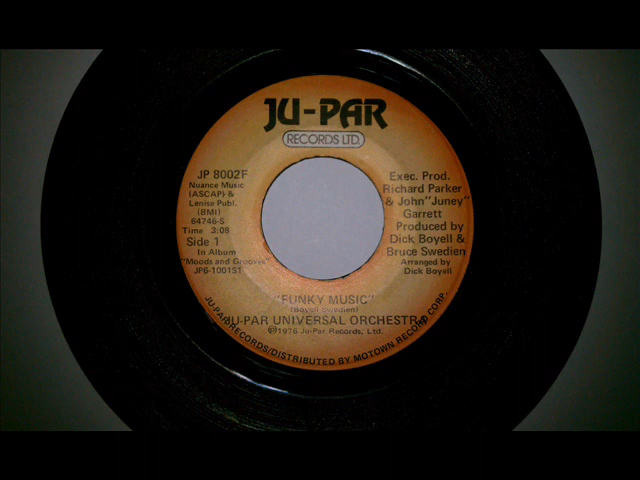 JU-PAR
RECORDS LTD.
JP 8002F
Nuance Music
(ASCAP) &
Lenise Publ.
(BMI)
64746-S
Time 3:08
Side 1
In Album
"Moods and Grooves"
JP6-1001S1
Exec. Prod.
Richard Parker
& John "Juney"
Garrett
Produced by
Dick Boyell &
Bruce Swedien
Arranged by
Dick Boyell
"FUNKY MUSIC"
(Boyell Swedien)
JU-PAR UNIVERSAL ORCHESTRA
℗1976 Ju-Par Records, Ltd.
JU-PAR RECORDS/DISTRIBUTED BY MOTOWN RECORD CORP.